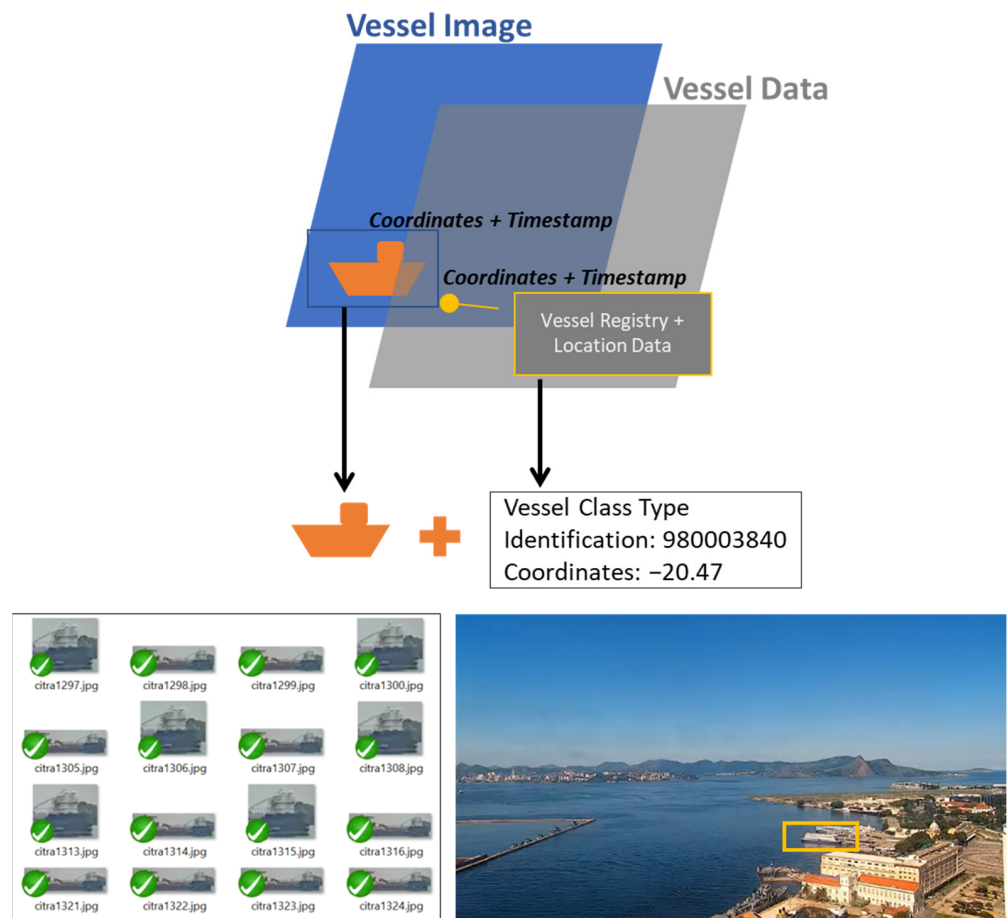 Vessel Image
Vessel Data
Coordinates + Timestamp
Coordinates + Timestamp
Vessel Registry +
Location Data
Vessel Class Type
Identification: 980003840
Coordinates: −20.47
citra1297.jpg citra1298.jpg citra1299.jpg citra1300.jpg
citra1305.jpg citra1306.jpg citra1307.jpg citra1308.jpg
citra1313.jpg citra1314.jpg citra1315.jpg citra1316.jpg
citra1321.jpg citra1322.jpg citra1323.jpg citra1324.jpg